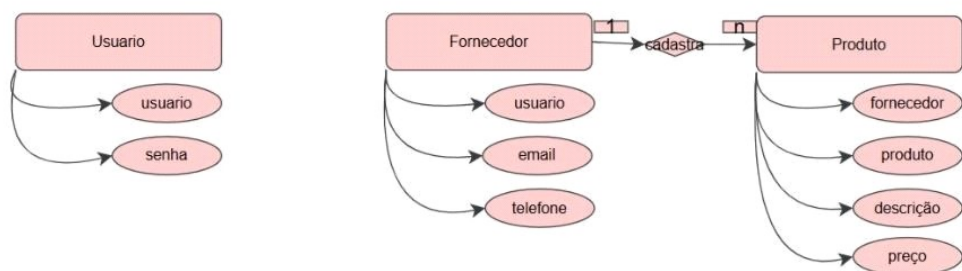 Usuario
usuario
senha
Fornecedor
1
cadastra
n
Produto
usuario
email
telefone
fornecedor
produto
descrição
preço